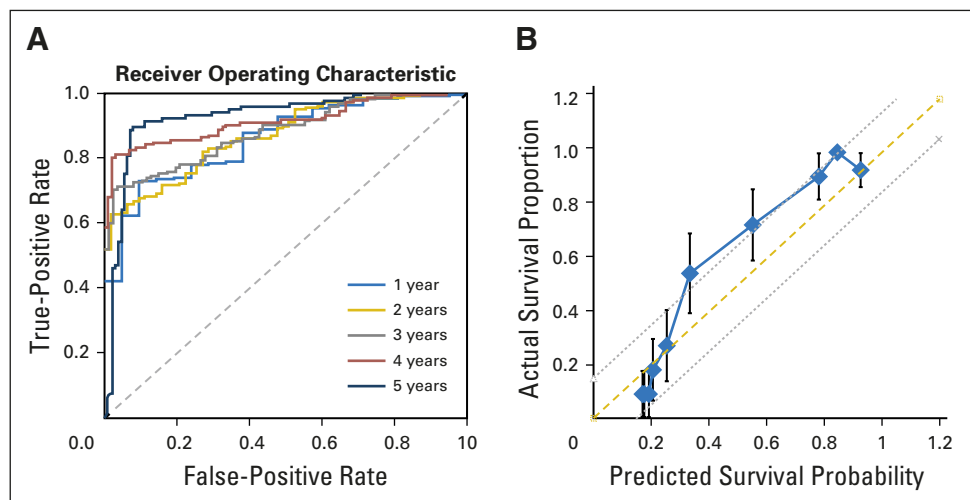 A
Receiver Operating Characteristic
True-Positive Rate
1.0
0.8
0.6
0.4
0.2
1 year
2 years
3 years
4 years
5 years
0.0 0.2 0.4 0.6 0.8 10
False-Positive Rate
B
Actual Survival Proportion
1.2
1.0
0.8
0.6
0.4
0.2
0 0.2 0.4 0.6 0.8 1 1.2
Predicted Survival Probability